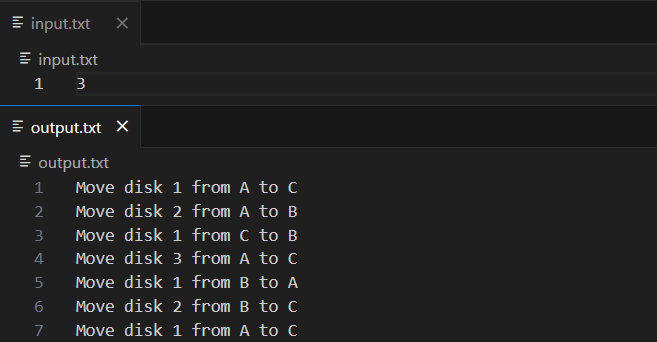 input.txt
input.txt
1 3
output.txt
output.txt
1 Move disk 1 from A to C
2 Move disk 2 from A to B
3 Move disk 1 from C to B
4 Move disk 3 from A to C
5 Move disk 1 from B to A
6 Move disk 2 from B to C
7 Move disk 1 from A to C